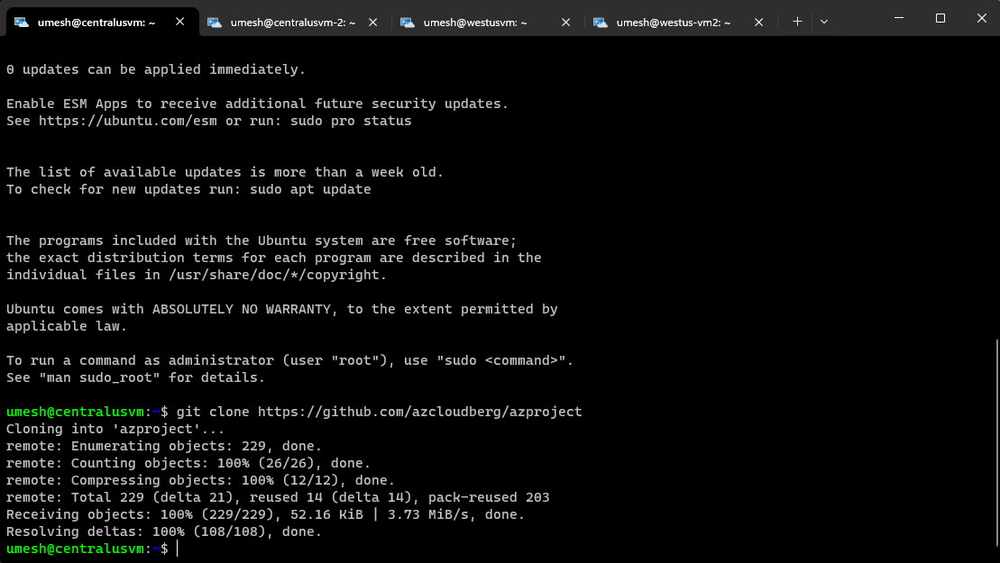 umesh@centralusvm: ~
umesh@centralusvm-2: ~
umesh@westusvm: ~
umesh@westus-vm2: ~
0 updates can be applied immediately.
Enable ESM Apps to receive additional future security updates.
See https://ubuntu.com/esm or run: sudo pro status
The list of available updates is more than a week old.
To check for new updates run: sudo apt update
The programs included with the Ubuntu system are free software;
the exact distribution terms for each program are described in the
individual files in /usr/share/doc/*/copyright.
Ubuntu comes with ABSOLUTELY NO WARRANTY, to the extent permitted by
applicable law.
To run a command as administrator (user "root"), use "sudo <command>".
See "man sudo_root" for details.
umesh@centralusvm:~$ git clone https://github.com/azcloudberg/azproject
Cloning into 'azproject'...
remote: Enumerating objects: 229, done.
remote: Counting objects: 100% (26/26), done.
remote: Compressing objects: 100% (12/12), done.
remote: Total 229 (delta 21), reused 14 (delta 14), pack-reused 203
Receiving objects: 100% (229/229), 52.16 KiB | 3.73 MiB/s, done.
Resolving deltas: 100% (108/108), done.
umesh@centralusvm:~$